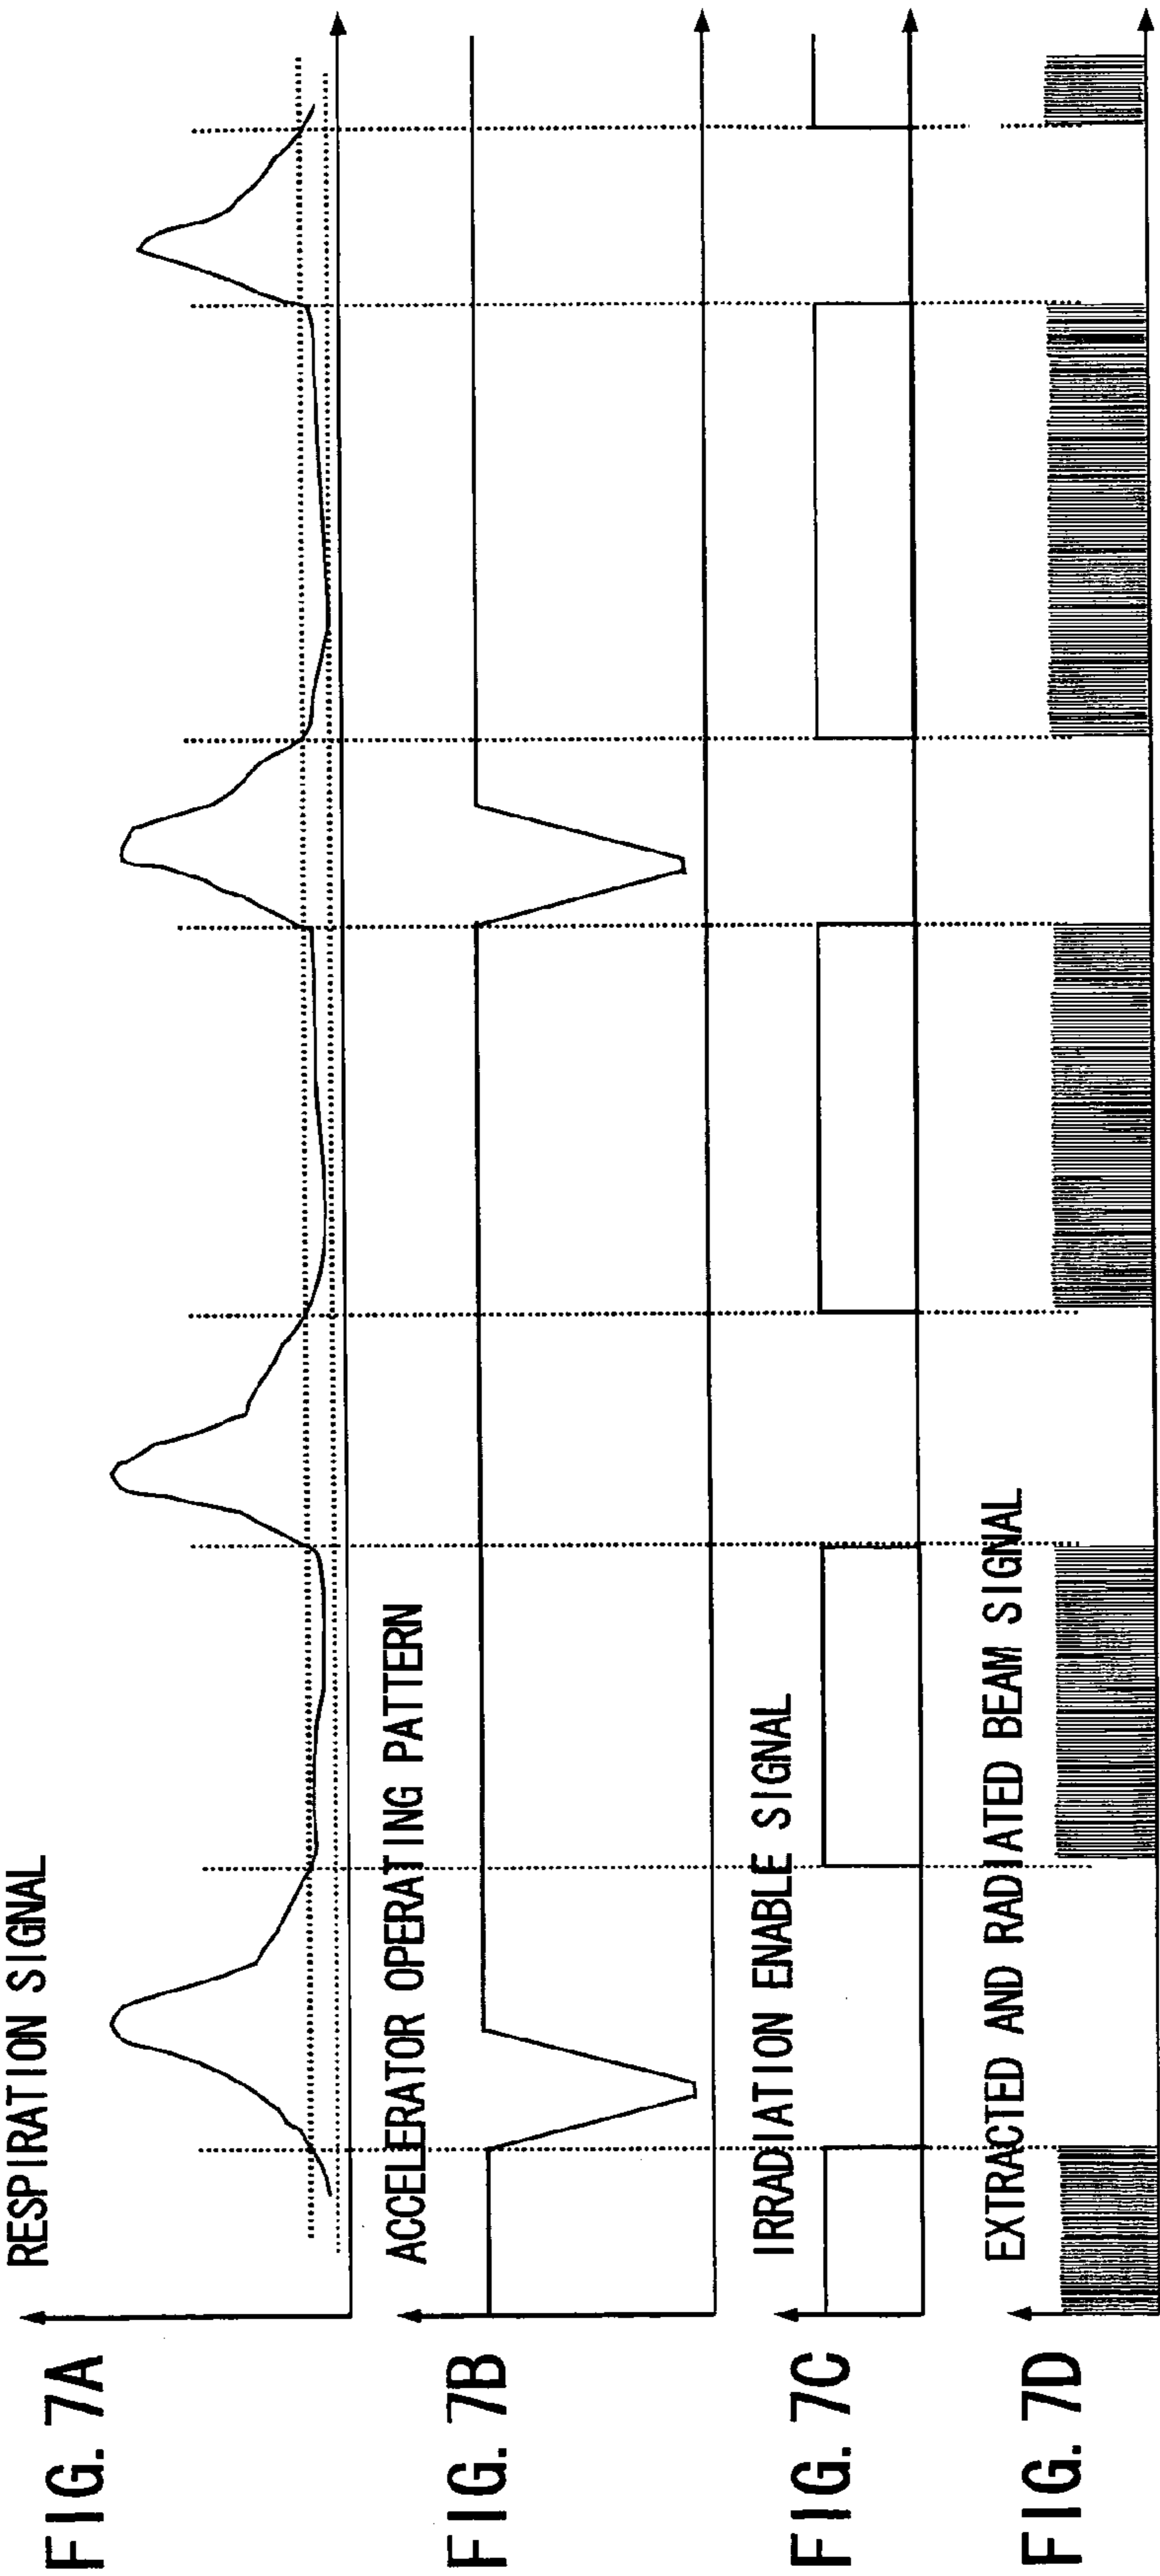 FIG. 7A
RESPIRATION SIGNAL
FIG. 7B
ACCELERATOR OPERATING PATTERN
FIG. 7C
IRRADIATION ENABLE SIGNAL
FIG. 7D
EXTRACTED AND RADIATED BEAM SIGNAL